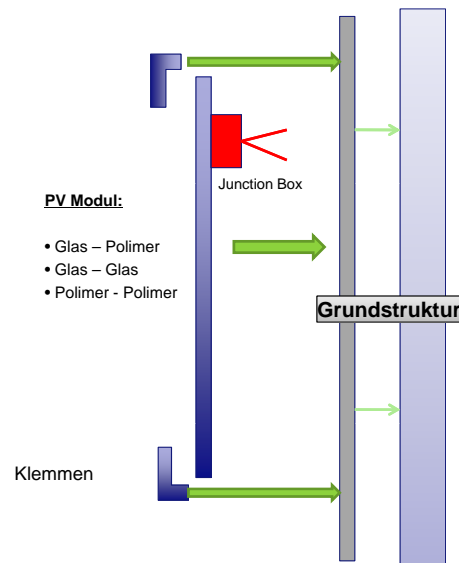 Junction Box
PV Modul:
• Glas – Polimer
• Glas – Glas
• Polimer - Polimer
Grundstruktur
Klemmen